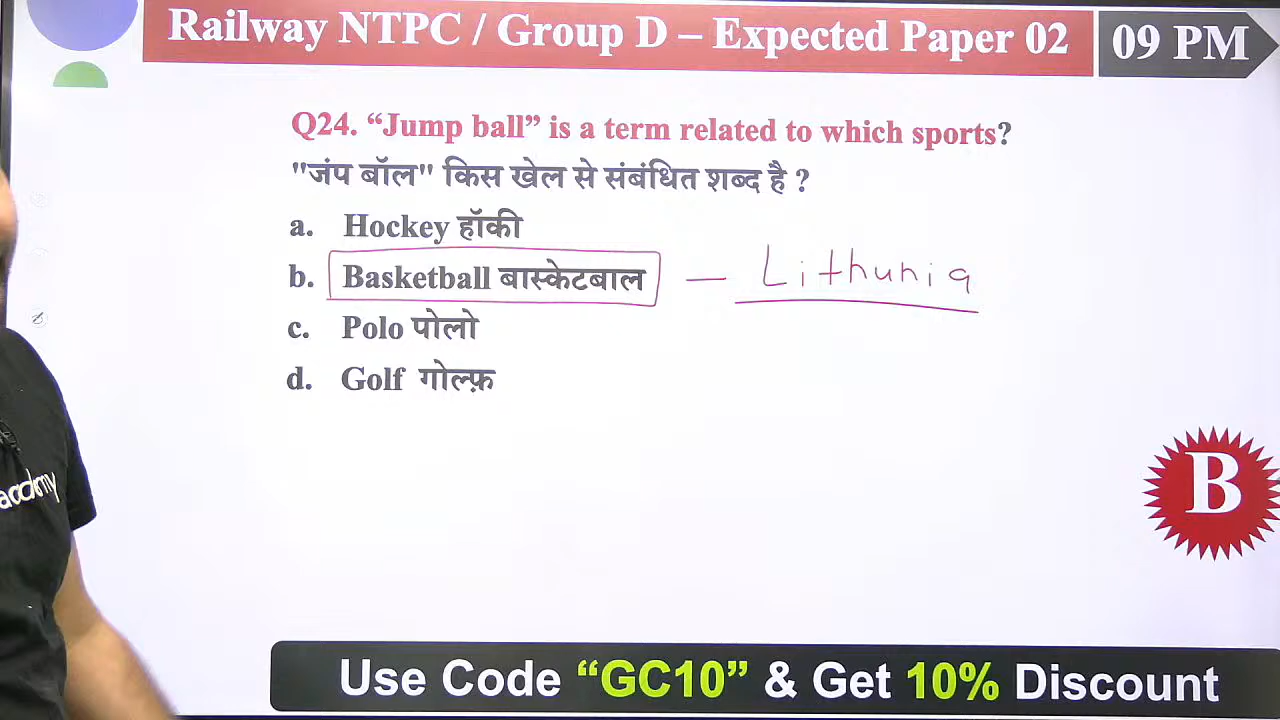 Railway NTPC / Group D – Expected Paper 02
09 PM
Q24. “Jump ball” is a term related to which sports?
"जंप बॉल" किस खेल से संबंधित शब्द है ?
a. Hockey हॉकी
b. Basketball बास्केटबाल — Lithunia
c. Polo पोलो
d. Golf गोल्फ़
B
academy
Use Code “GC10” & Get 10% Discount